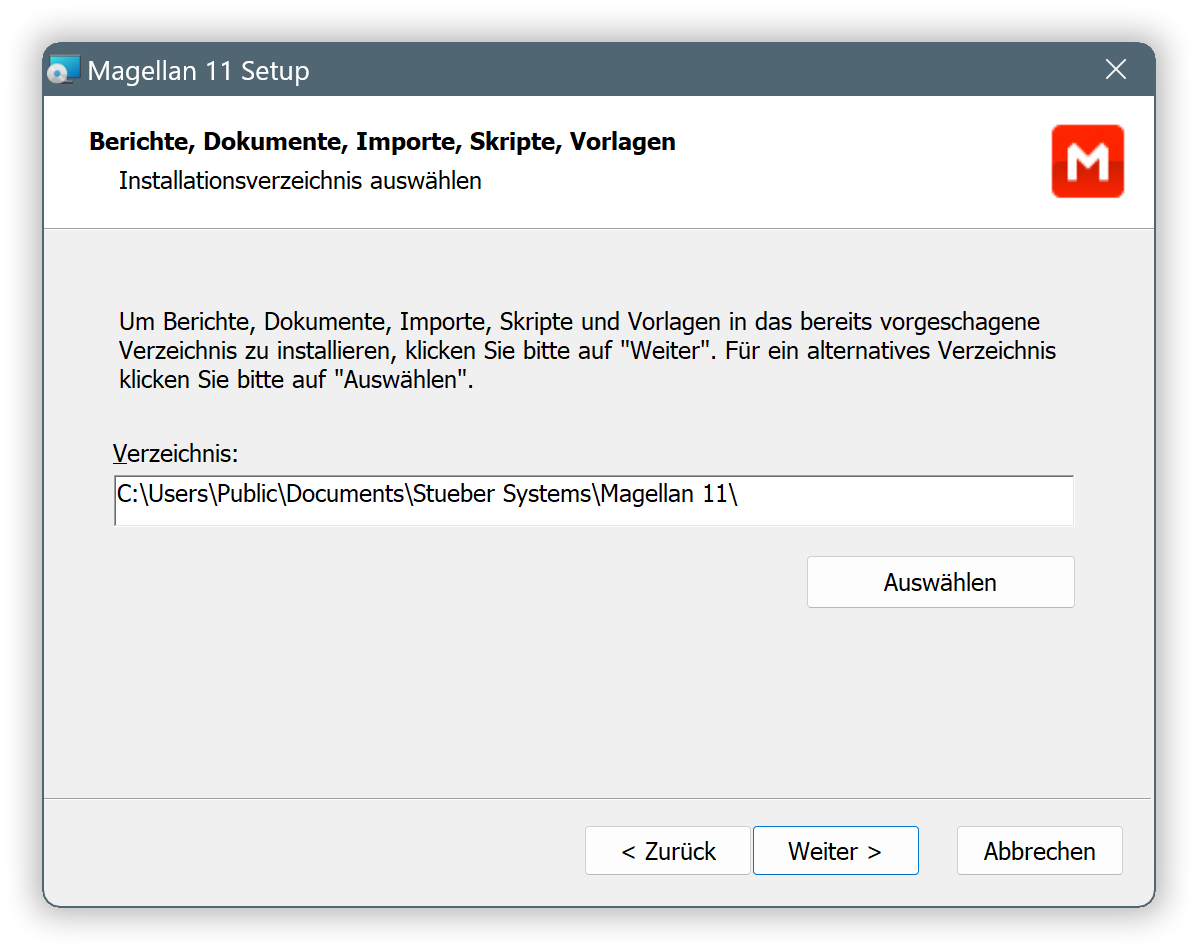 Magellan 11 Setup
Berichte, Dokumente, Importe, Skripte, Vorlagen
Installationsverzeichnis auswählen
M
Um Berichte, Dokumente, Importe, Skripte und Vorlagen in das bereits vorgeschagene
Verzeichnis zu installieren, klicken Sie bitte auf "Weiter". Für ein alternatives Verzeichnis
klicken Sie bitte auf "Auswählen".
Verzeichnis:
C:\Users\Public\Documents\Stueber Systems\Magellan 11\
Auswählen
< Zurück
Weiter >
Abbrechen